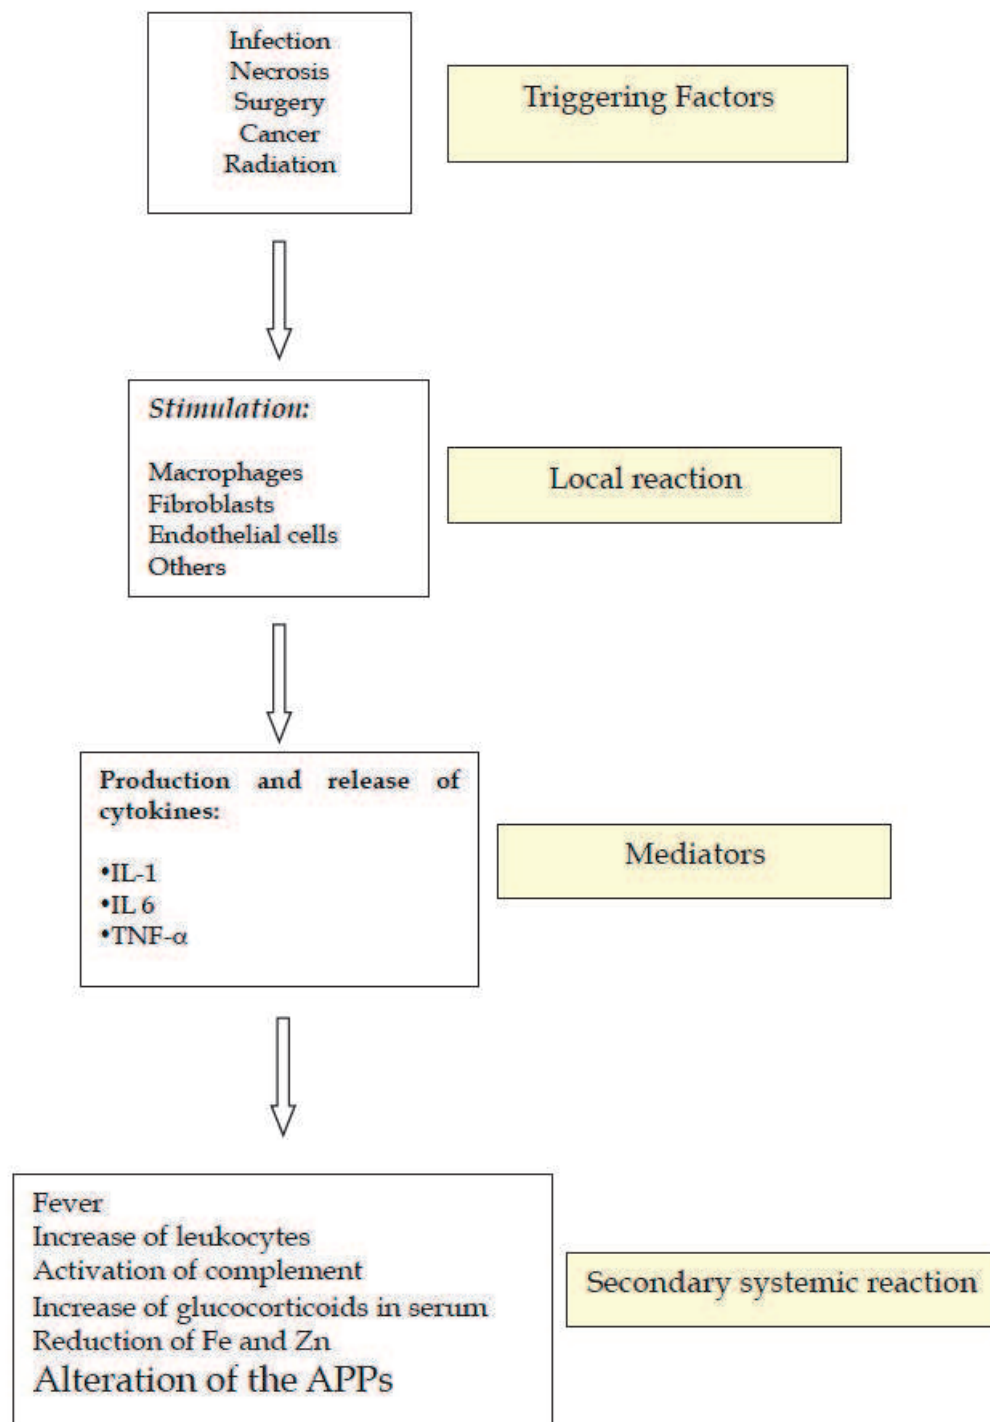 Infection
Necrosis
Surgery
Cancer
Radiation
Triggering Factors
Stimulation:
Macrophages
Fibroblasts
Endothelial cells
Others
Local reaction
Production and release of
cytokines:
•IL-1
•IL 6
•TNF-α
Mediators
Fever
Increase of leukocytes
Activation of complement
Increase of glucocorticoids in serum
Reduction of Fe and Zn
Alteration of the APPs
Secondary systemic reaction